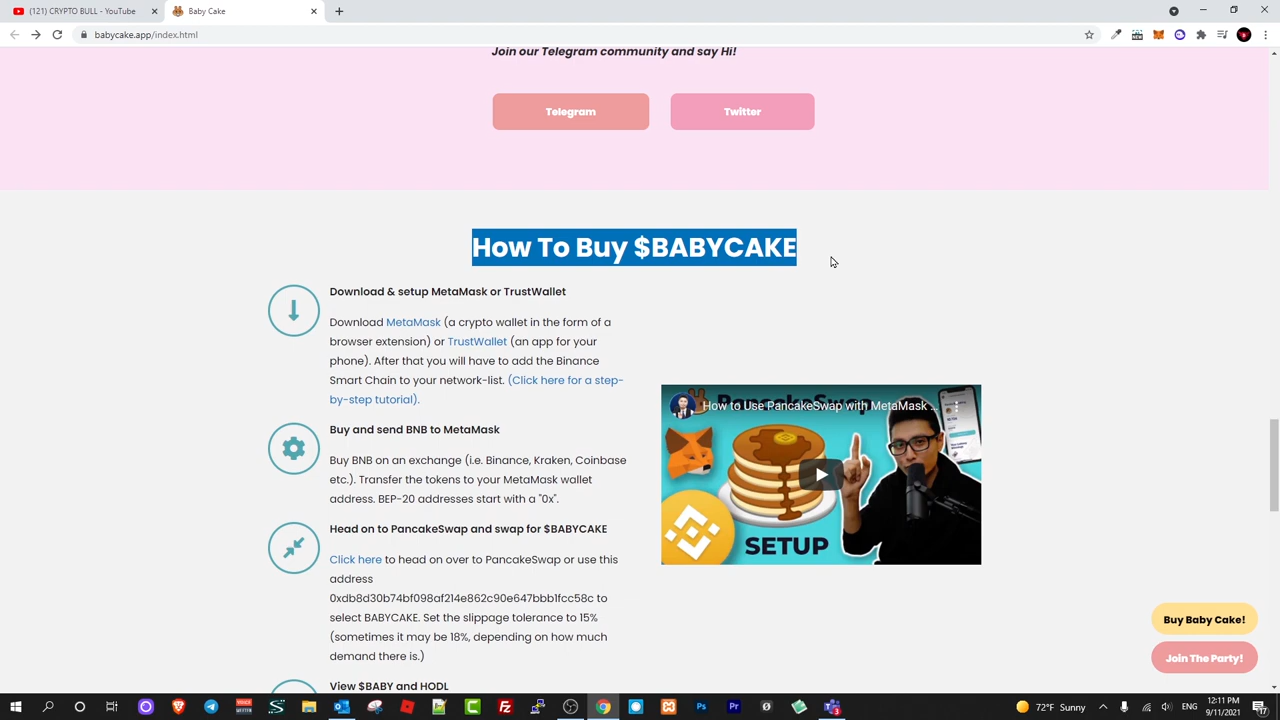 (121) CRYPTO BULL - YouTube
Baby Cake
babycake.app/index.html
Join our Telegram community and say Hi!
Telegram
Twitter
How To Buy $BABYCAKE
Download & setup MetaMask or TrustWallet
Download MetaMask (a crypto wallet in the form of a
browser extension) or TrustWallet (an app for your
phone). After that you will have to add the Binance
Smart Chain to your network-list. (Click here for a step-
by-step tutorial).
Buy and send BNB to MetaMask
Buy BNB on an exchange (i.e. Binance, Kraken, Coinbase
etc.). Transfer the tokens to your MetaMask wallet
address. BEP-20 addresses start with a "0x".
Head on to PancakeSwap and swap for $BABYCAKE
Click here to head on over to PancakeSwap or use this
address
0xdb8d30b74bf098af214e862c90e647bbb1fcc58c to
select BABYCAKE. Set the slippage tolerance to 15%
(sometimes it may be 18%, depending on how much
demand there is.)
View $BABY and HODL
How to Use PancakeSwap with MetaMask ...
SETUP
Buy Baby Cake!
Join The Party!
72°F Sunny
ENG
12:11 PM
9/11/2021
17